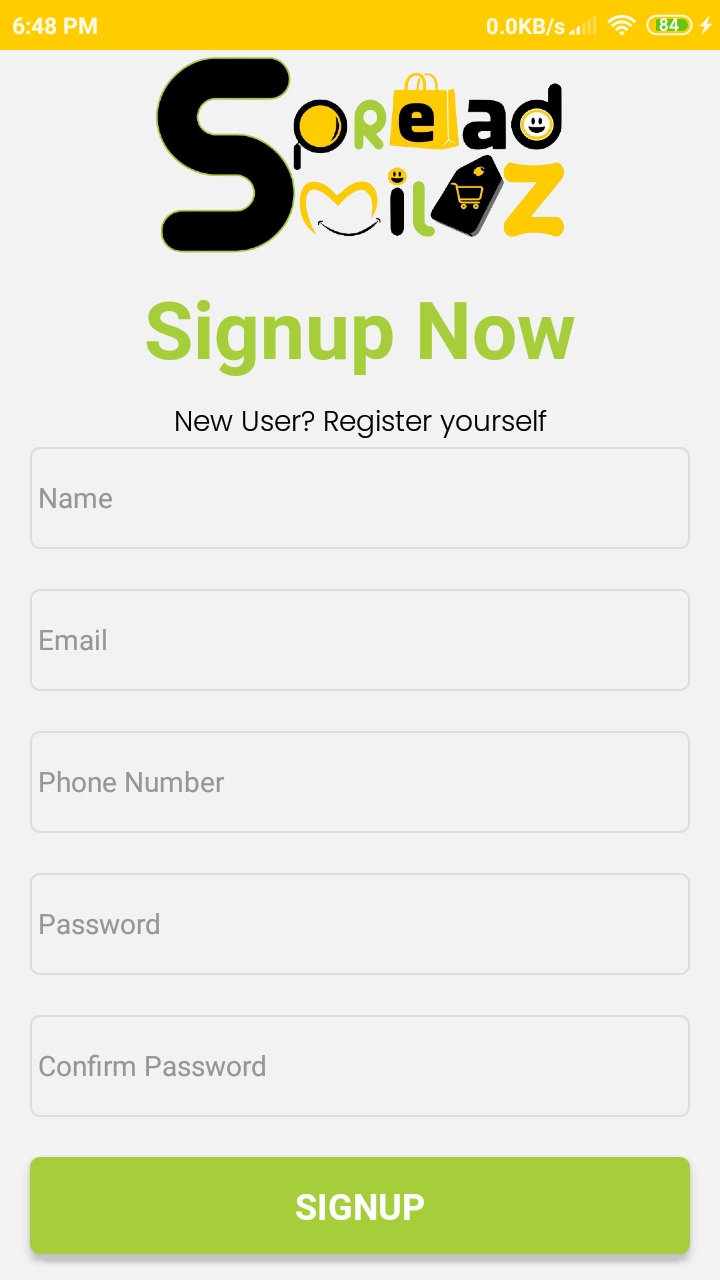 6:48 PM 0.0KB/s 84
Spread
Smilz
Signup Now
New User? Register yourself
Name
Email
Phone Number
Password
Confirm Password
SIGNUP